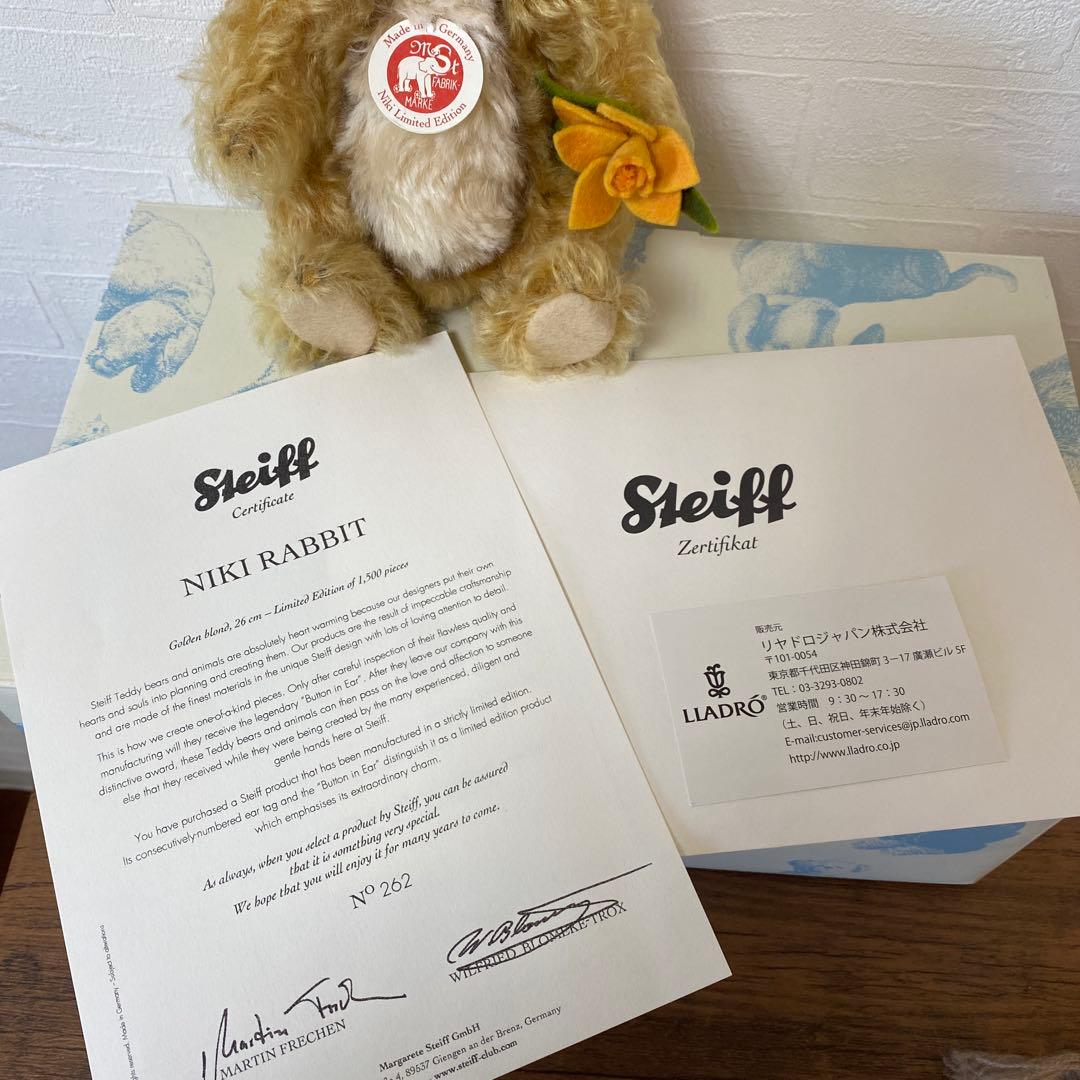 Made in Germany
MSt
FABRIK-
MARKE
Niki Limited Edition
Steiff
Certificate
NIKI RABBIT
Golden blond, 26 cm – Limited Edition of 1,500 pieces
Steiff Teddy bears and animals are absolutely heart warming because our designers put their own
hearts and souls into planning and creating them. Our products are the result of impeccable craftsmanship
and are made of the finest materials in the unique Steiff design with lots of loving attention to detail.
This is how we create one-of-a-kind pieces. Only after careful inspection of their flawless quality and
manufacturing will they receive the legendary "Button in Ear". After they leave our company with this
distinctive award, these Teddy bears and animals can then pass on the love and affection to someone
else that they received while they were being created by the many experienced, diligent and
gentle hands here at Steiff.
You have purchased a Steiff product that has been manufactured in a strictly limited edition.
Its consecutively-numbered ear tag and the "Button in Ear" distinguish it as a limited edition product
which emphasises its extraordinary charm.
As always, when you select a product by Steiff, you can be assured
that it is something very special.
We hope that you will enjoy it for many years to come.
Nº 262
WILFRIED BLOMEKE-TROX
MARTIN FRECHEN
Margarete Steiff GmbH
4, 89537 Giengen an der Brenz, Germany
www.steiff-club.com
reserved. Made in Germany – Subject to alterations
Steiff
Zertifikat
LLADRÓ®
販売元
リヤドロジャパン株式会社
〒101-0054
東京都千代田区神田錦町3-17 廣瀬ビル5F
TEL：03-3293-0802
営業時間 9：30～17：30
（土、日、祝日、年末年始除く）
E-mail:customer-services@jp.lladro.com
http://www.lladro.co.jp